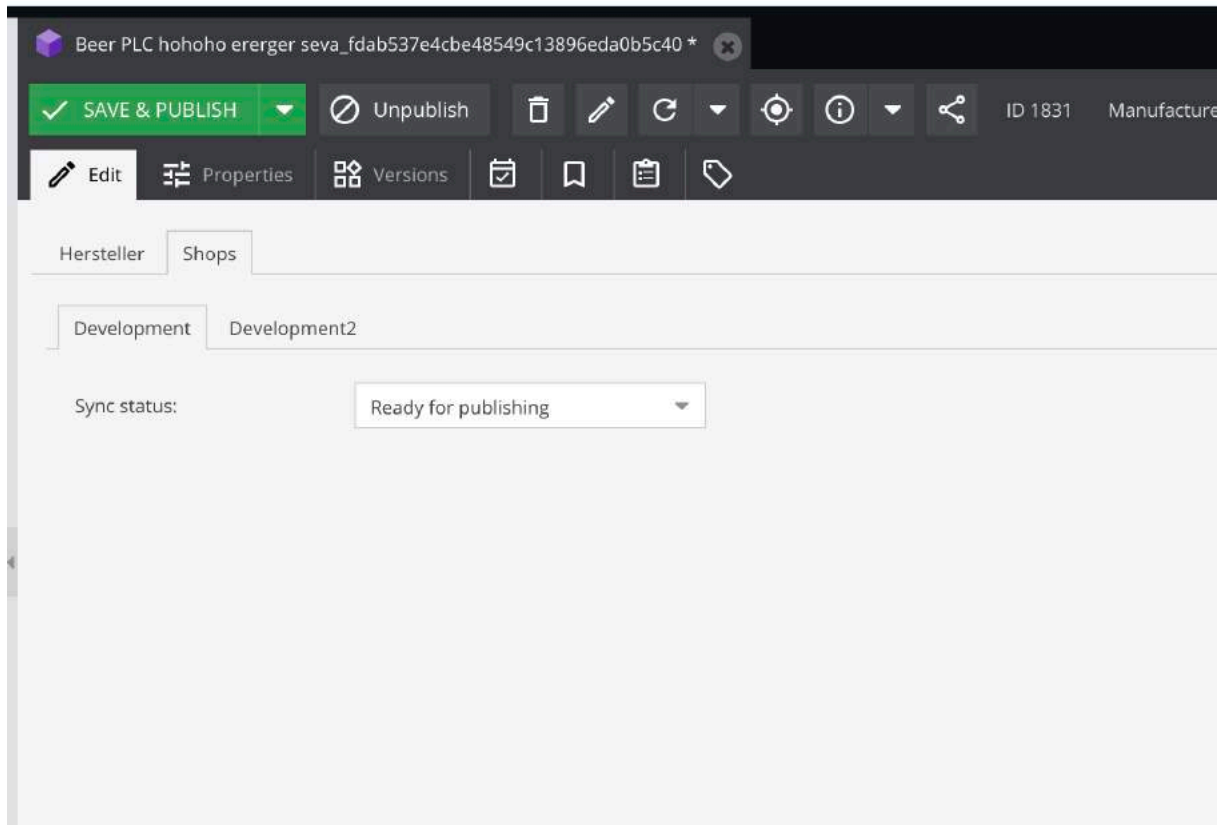 Beer PLC hohoho ererger seva_fdab537e4cbe48549c13896eda0b5c40 *
SAVE & PUBLISH Unpublish ID 1831 Manufacture
Edit Properties Versions
Hersteller Shops
Development Development2
Sync status: Ready for publishing